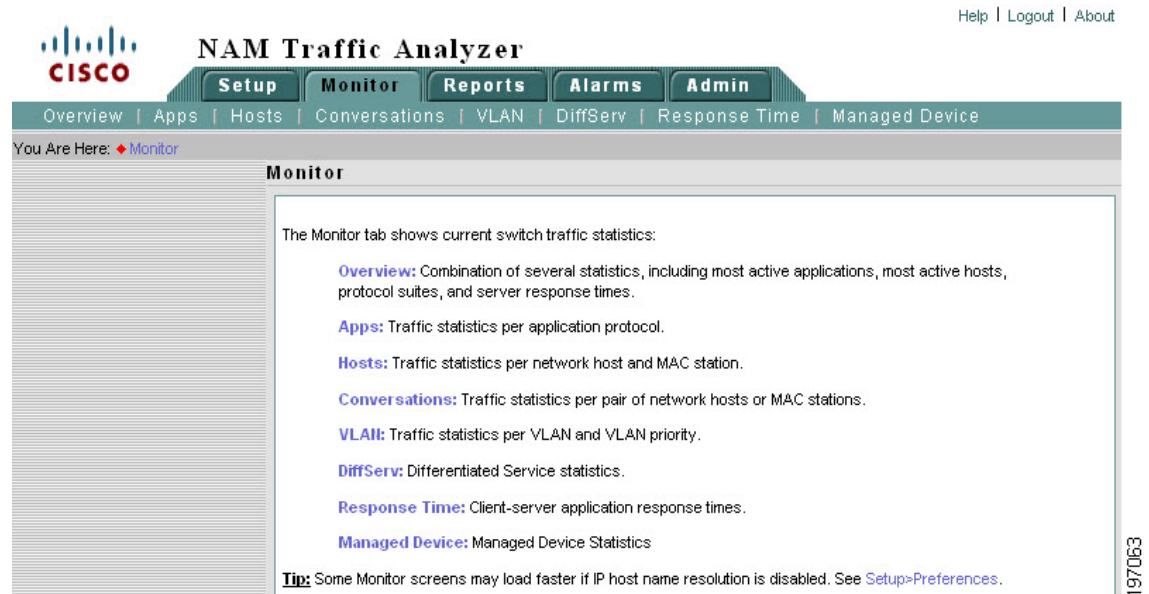 Help | Logout | About
CISCO
NAM Traffic Analyzer
Setup Monitor Reports Alarms Admin
Overview | Apps | Hosts | Conversations | VLAN | DiffServ | Response Time | Managed Device
You Are Here: ◆ Monitor
Monitor
The Monitor tab shows current switch traffic statistics:
Overview: Combination of several statistics, including most active applications, most active hosts,
protocol suites, and server response times.
Apps: Traffic statistics per application protocol.
Hosts: Traffic statistics per network host and MAC station.
Conversations: Traffic statistics per pair of network hosts or MAC stations.
VLAN: Traffic statistics per VLAN and VLAN priority.
DiffServ: Differentiated Service statistics.
Response Time: Client-server application response times.
Managed Device: Managed Device Statistics
Tip: Some Monitor screens may load faster if IP host name resolution is disabled. See Setup>Preferences.
197063